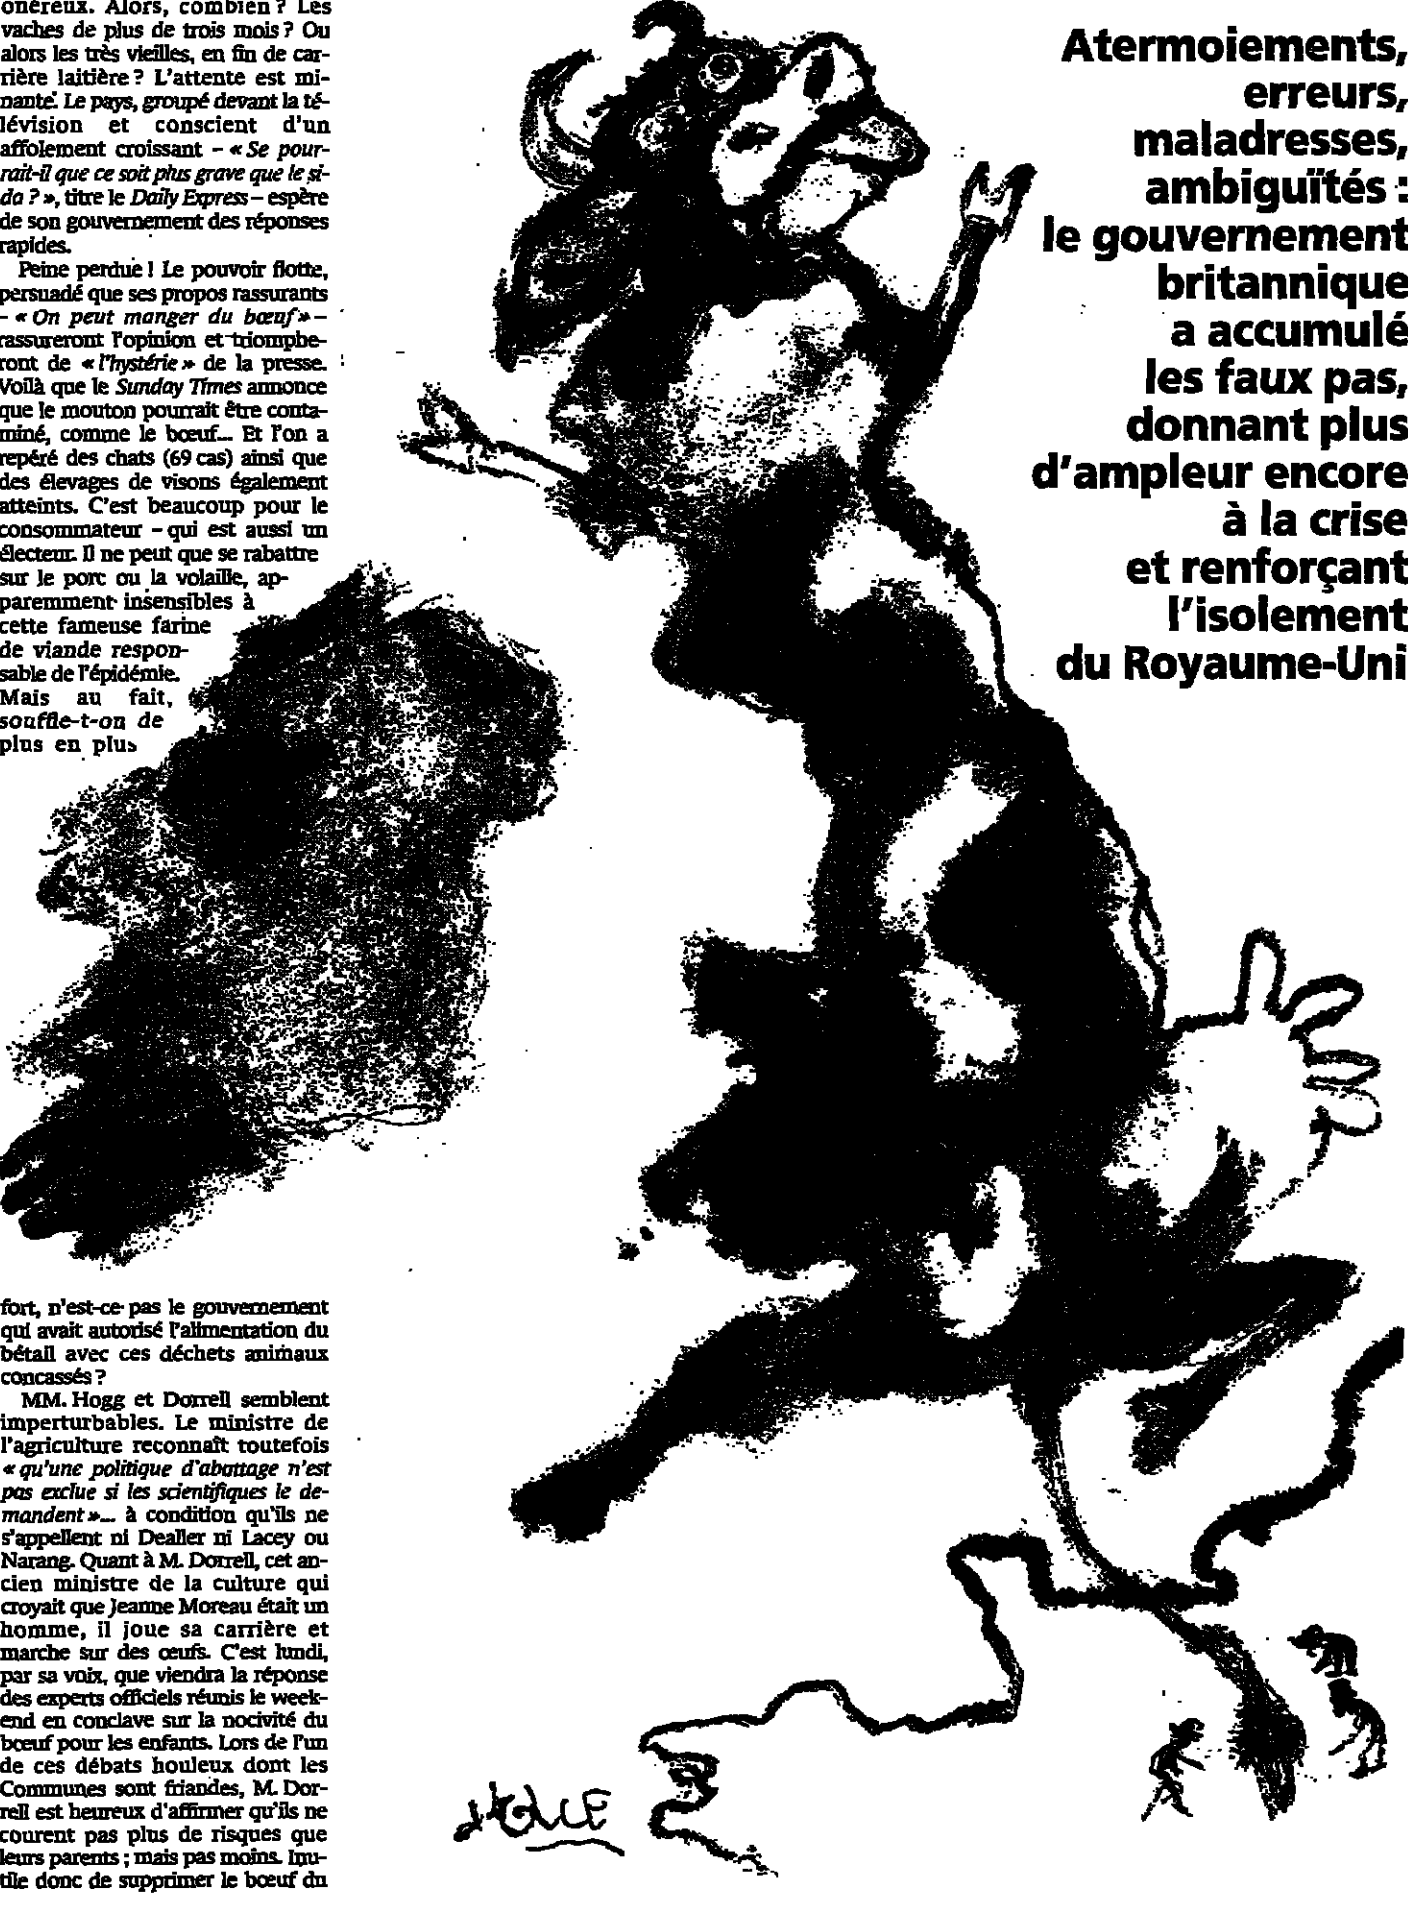 onéreux. Alors, combien ? Les
vaches de plus de trois mois ? Ou
alors les très vieilles, en fin de car-
rière laitière ? L'attente est mi-
nante. Le pays, groupé devant la té-
lévision et conscient d'un
affolement croissant – « Se pour-
rait-il que ce soit plus grave que le si-
da ? », titre le Daily Express – espère
de son gouvernement des réponses
rapides.
Peine perdue ! Le pouvoir flotte,
persuadé que ses propos rassurants
– « On peut manger du bœuf » –
rassureront l'opinion et triomphe-
ront de « l'hystérie » de la presse.
Voilà que le Sunday Times annonce
que le mouton pourrait être conta-
miné, comme le bœuf... Et l'on a
repéré des chats (69 cas) ainsi que
des élevages de visons également
atteints. C'est beaucoup pour le
consommateur – qui est aussi un
électeur. Il ne peut que se rabattre
sur le porc ou la volaille, ap-
paremment insensibles à
cette fameuse farine
de viande respon-
sable de l'épidémie.
Mais au fait,
souffle-t-on de
plus en plus
fort, n'est-ce pas le gouvernement
qui avait autorisé l'alimentation du
bétail avec ces déchets animaux
concassés ?
MM. Hogg et Dorrell semblent
imperturbables. Le ministre de
l'agriculture reconnaît toutefois
« qu'une politique d'abattage n'est
pas exclue si les scientifiques le de-
mandent »... à condition qu'ils ne
s'appellent ni Dealler ni Lacey ou
Narang. Quant à M. Dorrell, cet an-
cien ministre de la culture qui
croyait que Jeanne Moreau était un
homme, il joue sa carrière et
marche sur des œufs. C'est lundi,
par sa voix, que viendra la réponse
des experts officiels réunis le week-
end en conclave sur la nocivité du
bœuf pour les enfants. Lors de l'un
de ces débats houleux dont les
Communes sont friandes, M. Dor-
rell est heureux d'affirmer qu'ils ne
courent pas plus de risques que
leurs parents ; mais pas moins. Inu-
tile donc de supprimer le bœuf du
Atermoiements,
erreurs,
maladresses,
ambiguïtés :
le gouvernement
britannique
a accumulé
les faux pas,
donnant plus
d'ampleur encore
à la crise
et renforçant
l'isolement
du Royaume-Uni